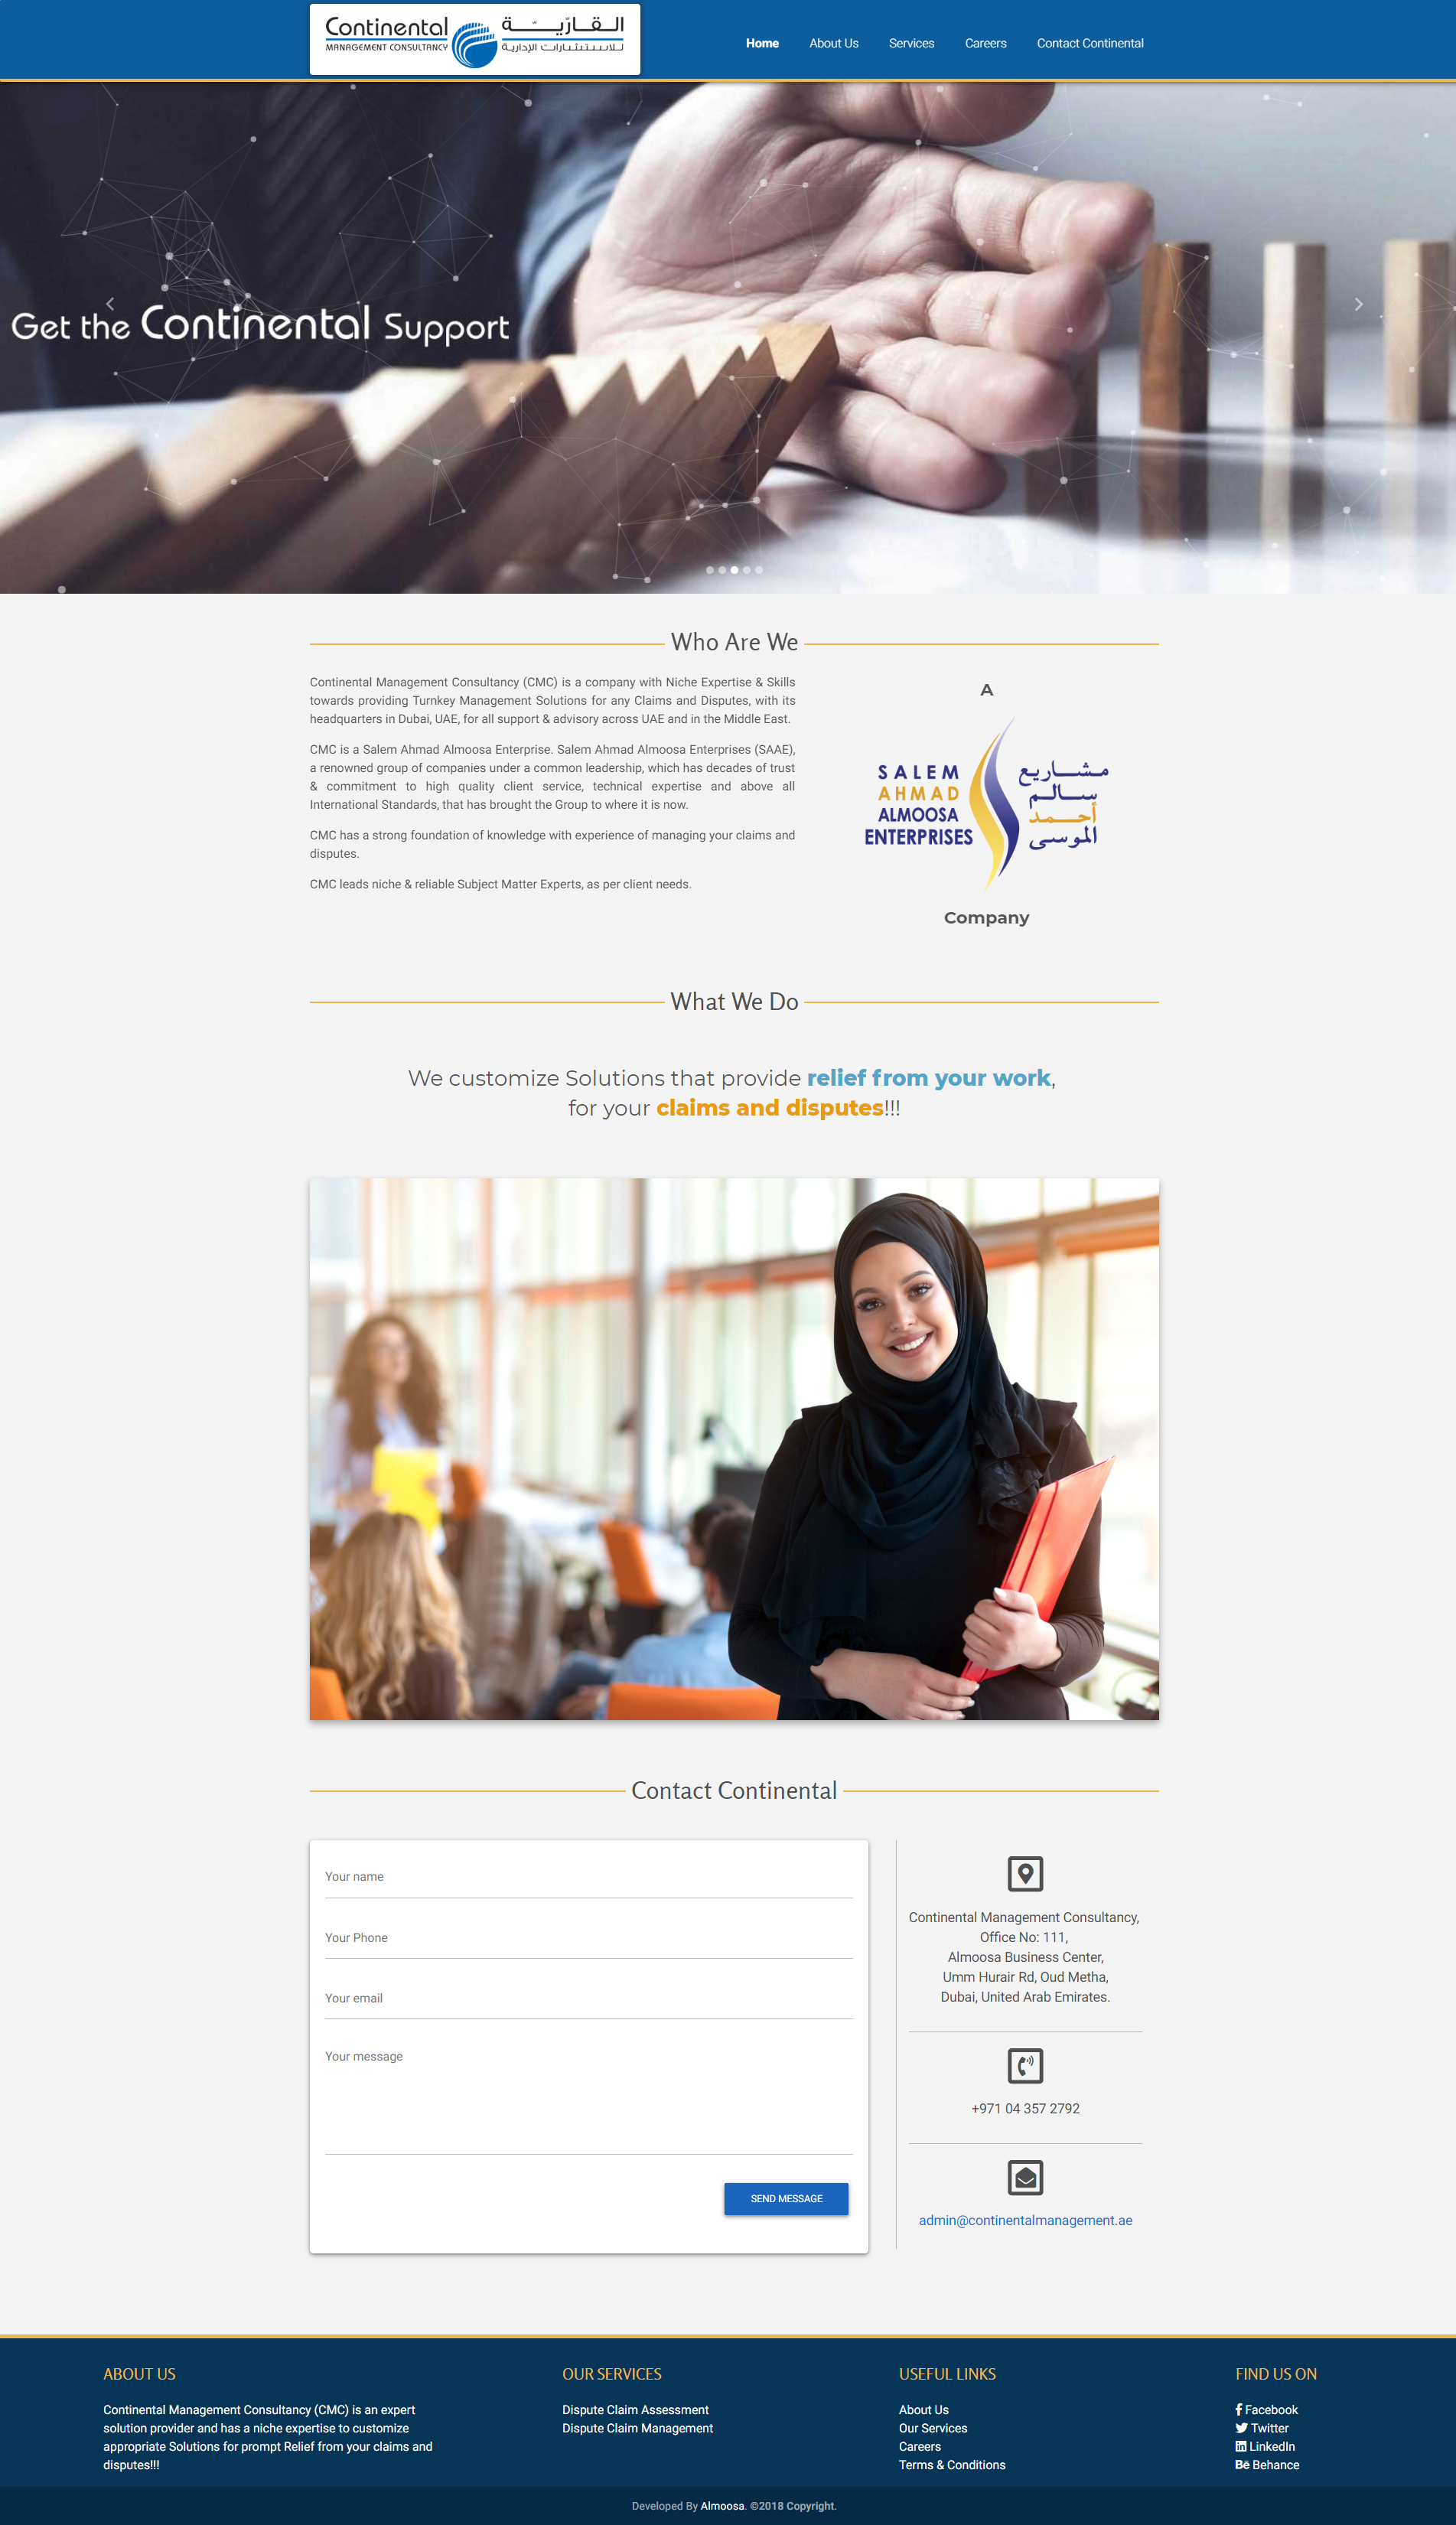 Continental
MANAGEMENT CONSULTANCY
القاريّة
للاستشارات الإدارية
Home
About Us
Services
Careers
Contact Continental
Get the Continental Support
Who Are We
Continental Management Consultancy (CMC) is a company with Niche Expertise & Skills
towards providing Turnkey Management Solutions for any Claims and Disputes, with its
headquarters in Dubai, UAE, for all support & advisory across UAE and in the Middle East.
CMC is a Salem Ahmad Almoosa Enterprise. Salem Ahmad Almoosa Enterprises (SAAE),
a renowned group of companies under a common leadership, which has decades of trust
& commitment to high quality client service, technical expertise and above all
International Standards, that has brought the Group to where it is now.
CMC has a strong foundation of knowledge with experience of managing your claims and
disputes.
CMC leads niche & reliable Subject Matter Experts, as per client needs.
A
SALEM
AHMAD
ALMOOSA
ENTERPRISES
مشاريع
سالم
أحمد
الموسى
Company
What We Do
We customize Solutions that provide relief from your work,
for your claims and disputes!!!
Contact Continental
Your name
Your Phone
Your email
Your message
SEND MESSAGE
Continental Management Consultancy,
Office No: 111,
Almoosa Business Center,
Umm Hurair Rd, Oud Metha,
Dubai, United Arab Emirates.
+971 04 357 2792
admin@continentalmanagement.ae
ABOUT US
Continental Management Consultancy (CMC) is an expert
solution provider and has a niche expertise to customize
appropriate Solutions for prompt Relief from your claims and
disputes!!!
OUR SERVICES
Dispute Claim Assessment
Dispute Claim Management
USEFUL LINKS
About Us
Our Services
Careers
Terms & Conditions
FIND US ON
Facebook
Twitter
LinkedIn
Behance
Developed By Almoosa. ©2018 Copyright.